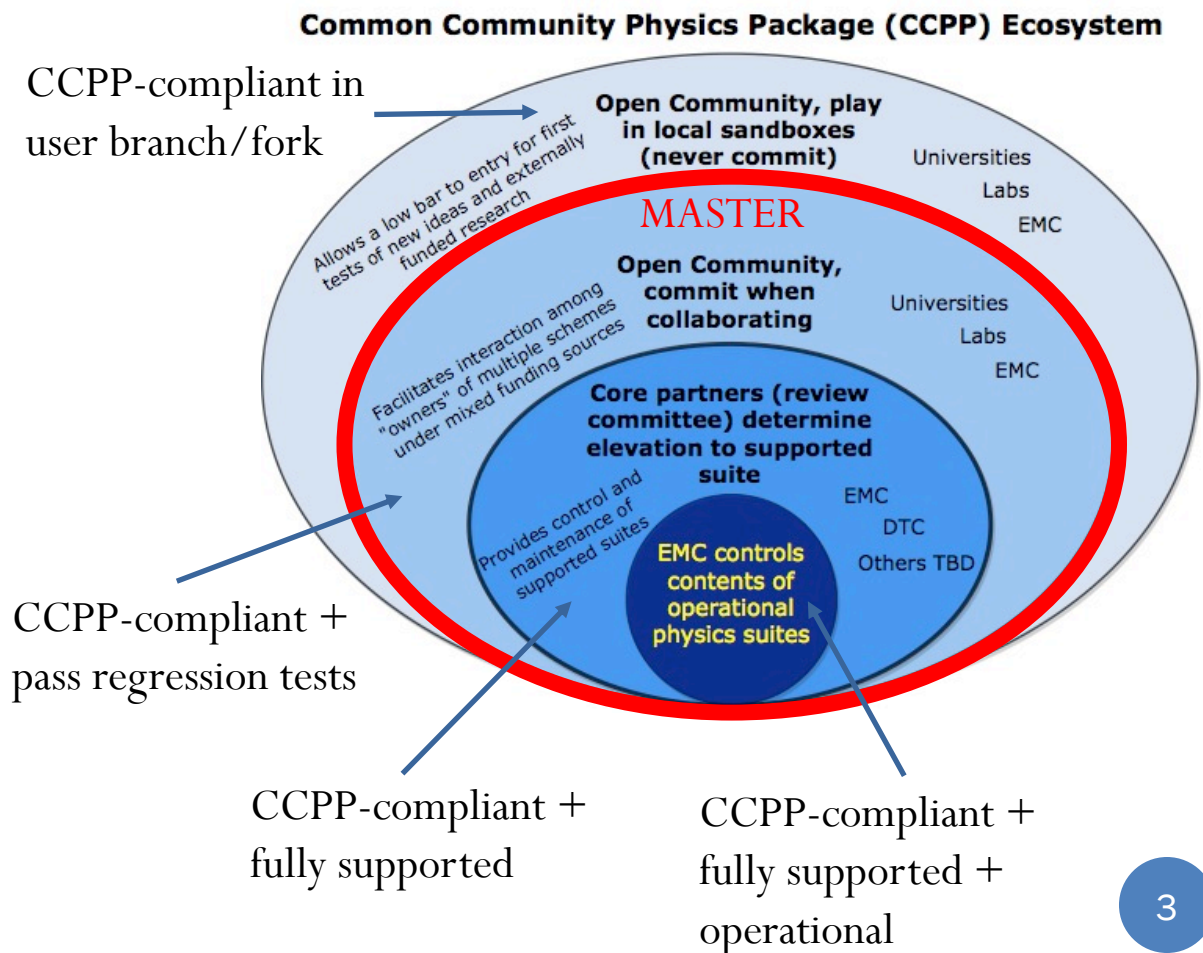 Common Community Physics Package (CCPP) Ecosystem
CCPP-compliant in
user branch/fork
Open Community, play
in local sandboxes
(never commit)
Allows a low bar to entry for first
tests of new ideas and externally
funded research
Universities
Labs
EMC
MASTER
Open Community,
commit when
collaborating
Facilitates interaction among
"owners" of multiple schemes
under mixed funding sources
Universities
Labs
EMC
Core partners (review
committee) determine
elevation to supported
suite
Provides control and
maintenance of
supported suites
EMC
DTC
Others TBD
EMC controls
contents of
operational
physics suites
CCPP-compliant +
pass regression tests
CCPP-compliant +
fully supported
CCPP-compliant +
fully supported +
operational
3